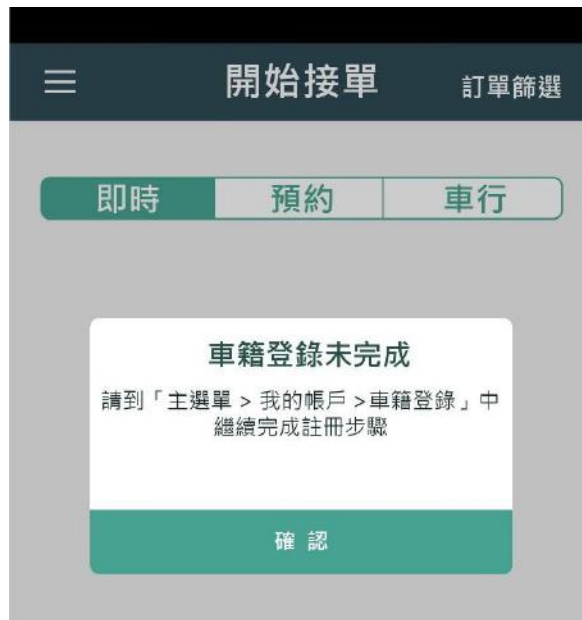 開始接單
訂單篩選
即時
預約
車行
車籍登錄未完成
請到「主選單 > 我的帳戶 >車籍登錄」中
繼續完成註冊步驟
確 認